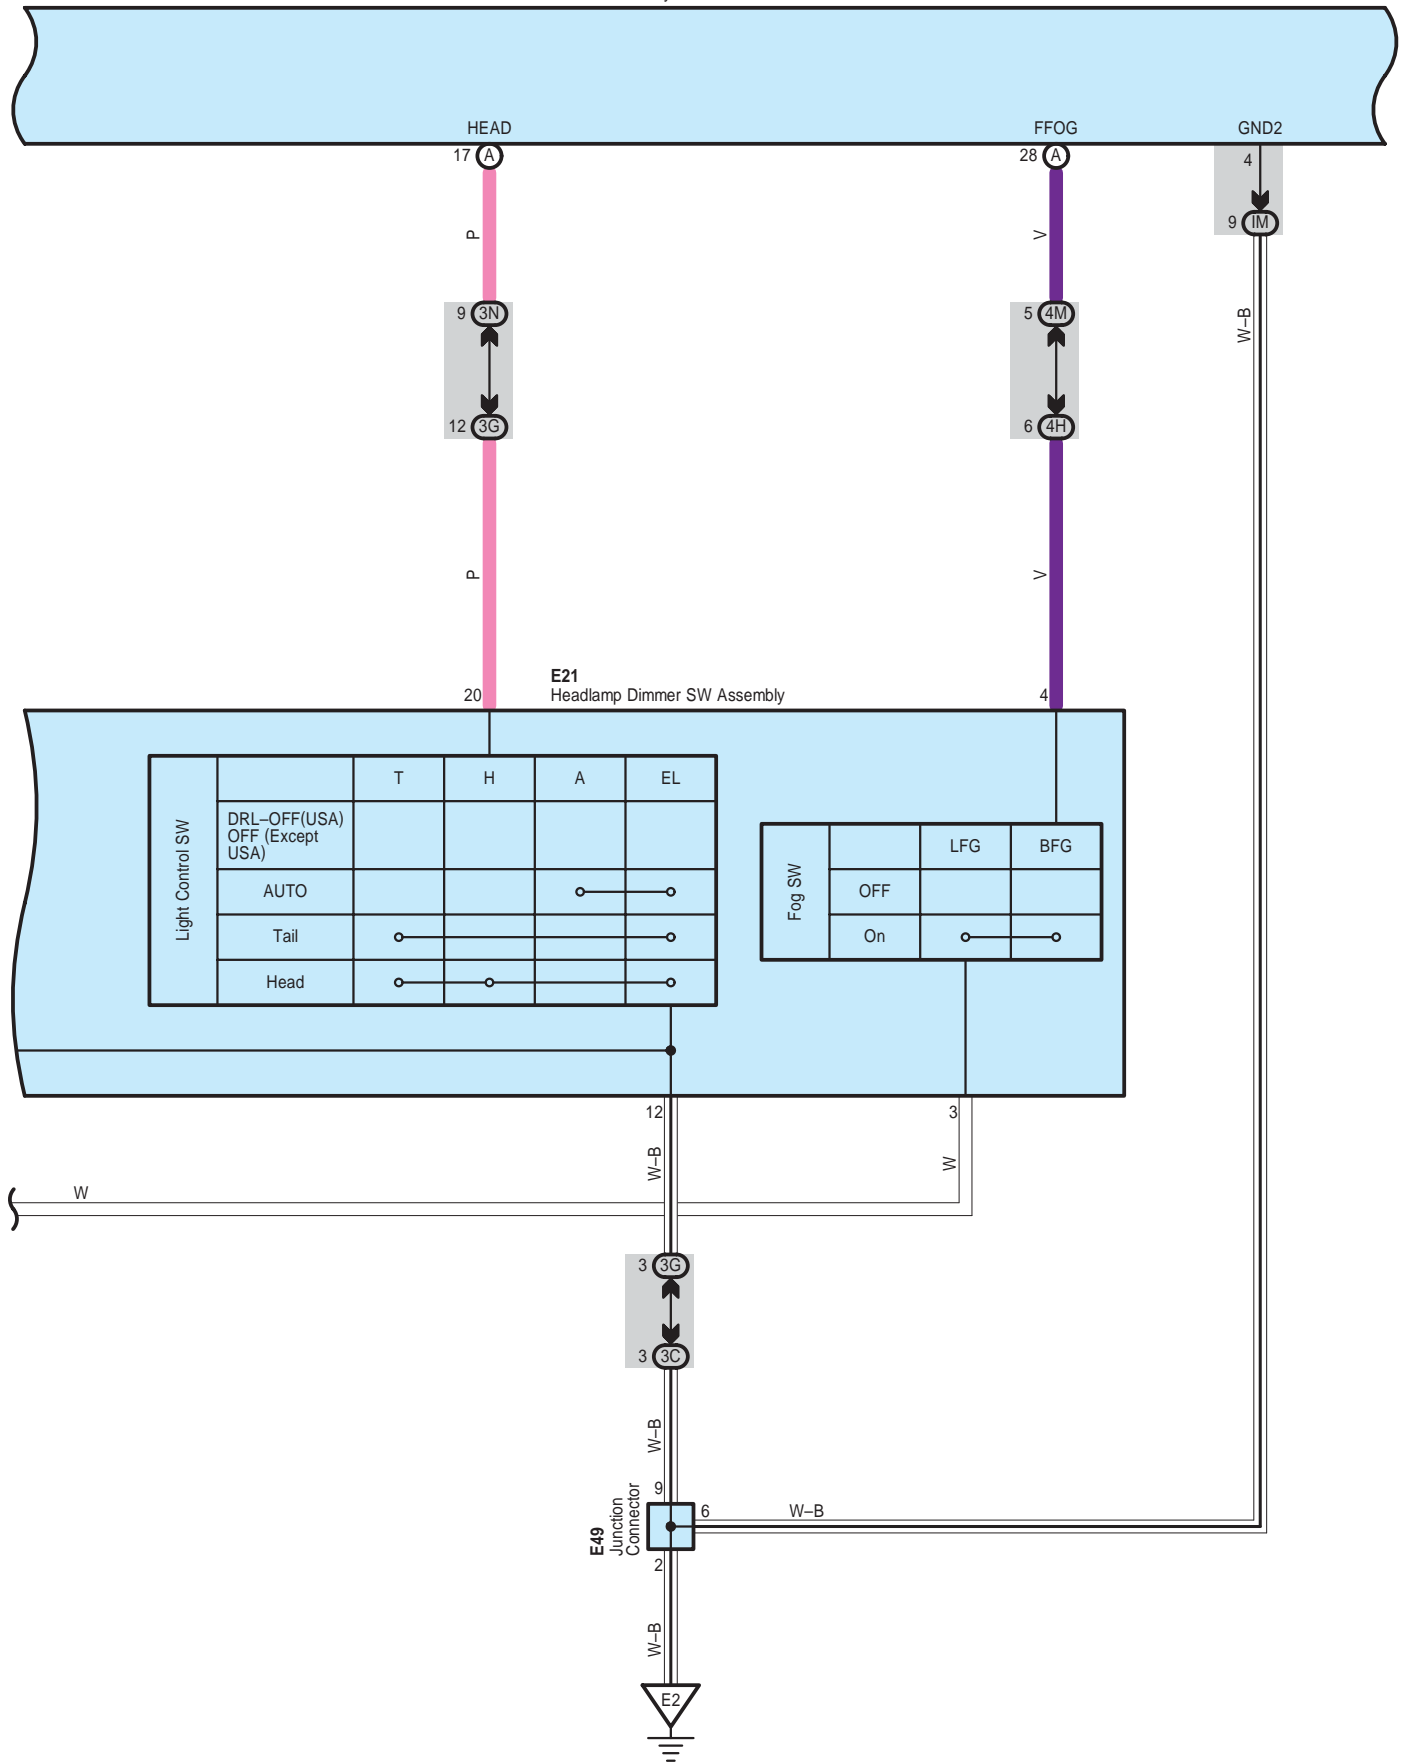 HEAD
FFOG
GND2
17 A
28 A
4
9 IM
P
V
W–B
9 3N
5 4M
12 3G
6 4H
P
V
E21
Headlamp Dimmer SW Assembly
20
4
Light Control SW
T H A EL
DRL–OFF(USA)
OFF (Except
USA)
AUTO
Tail
Head
Fog SW
LFG BFG
OFF
On
12
3
W–B
W
W
3 3G
3 3C
W–B
9
6
W–B
E49
Junction
Connector
2
W–B
E2